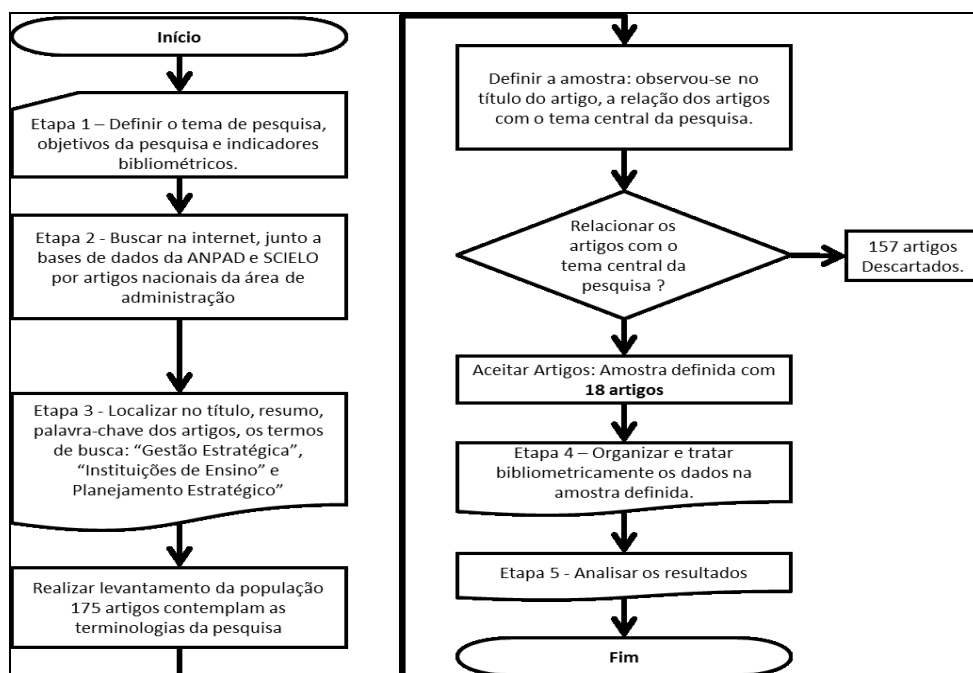 Início
Etapa 1 – Definir o tema de pesquisa,
objetivos da pesquisa e indicadores
bibliométricos.
Etapa 2 - Buscar na internet, junto a
bases de dados da ANPAD e SCIELO
por artigos nacionais da área de
administração
Etapa 3 - Localizar no título, resumo,
palavra-chave dos artigos, os termos
de busca: “Gestão Estratégica”,
“Instituições de Ensino” e
Planejamento Estratégico”
Realizar levantamento da população
175 artigos contemplam as
terminologias da pesquisa
Definir a amostra: observou-se no
título do artigo, a relação dos artigos
com o tema central da pesquisa.
Relacionar os
artigos com o
tema central da
pesquisa ?
157 artigos
Descartados.
Aceitar Artigos: Amostra definida com
18 artigos
Etapa 4 – Organizar e tratar
bibliometricamente os dados na
amostra definida.
Etapa 5 - Analisar os resultados
Fim